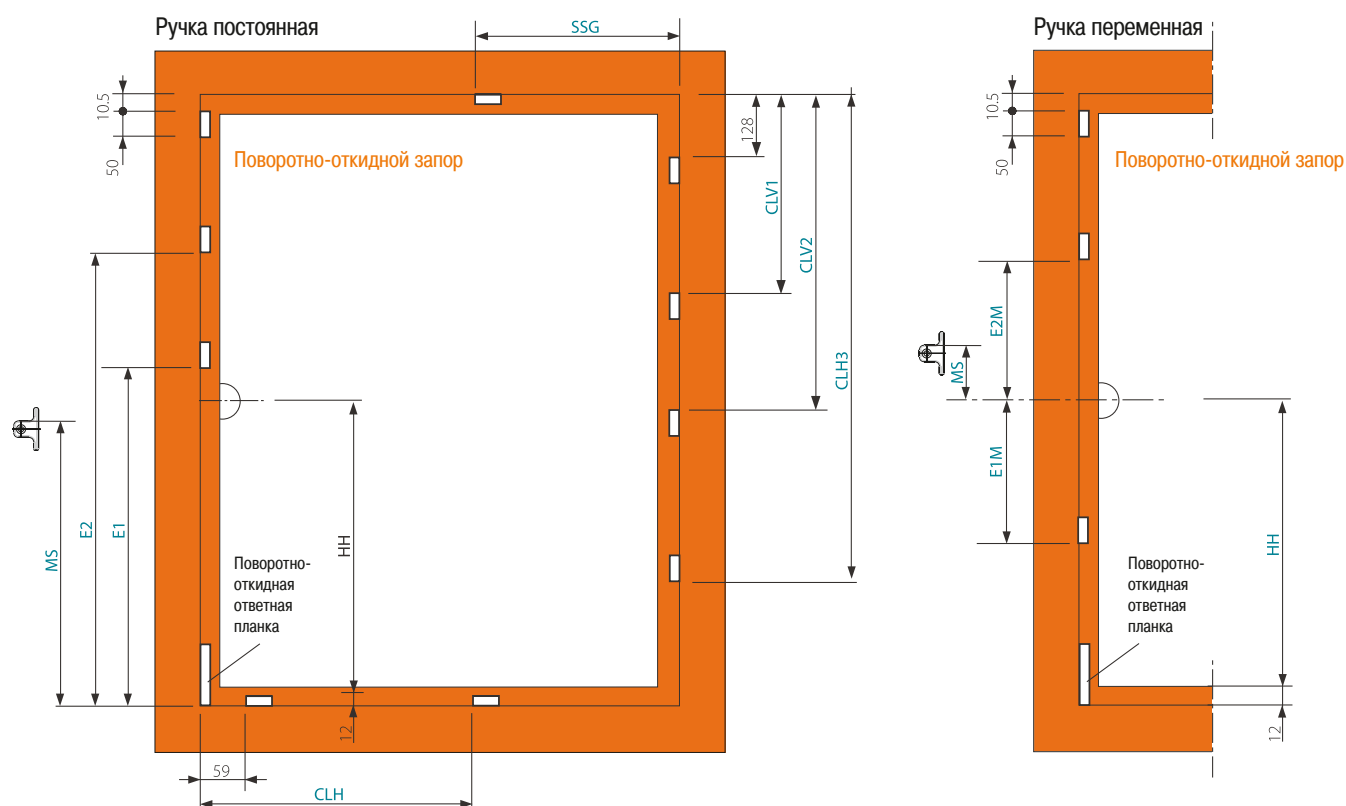 Ручка постоянная
SSG
Ручка переменная
10.5
50
128
Поворотно-откидной запор
CLV1
CLV2
CLH3
MS
E2
E1
HH
Поворотно-
откидная
ответная
планка
12
59
CLH
10.5
50
Поворотно-откидной запор
E2M
MS
E1M
HH
Поворотно-
откидная
ответная
планка
12